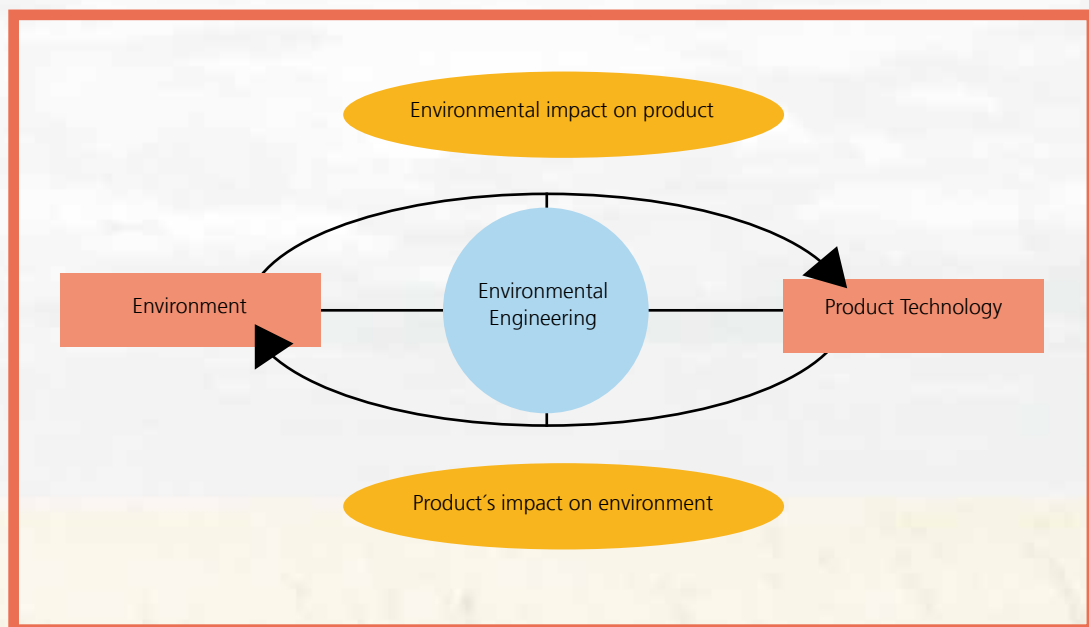 Environmental impact on product
Environment
Environmental
Engineering
Product Technology
Product´s impact on environment